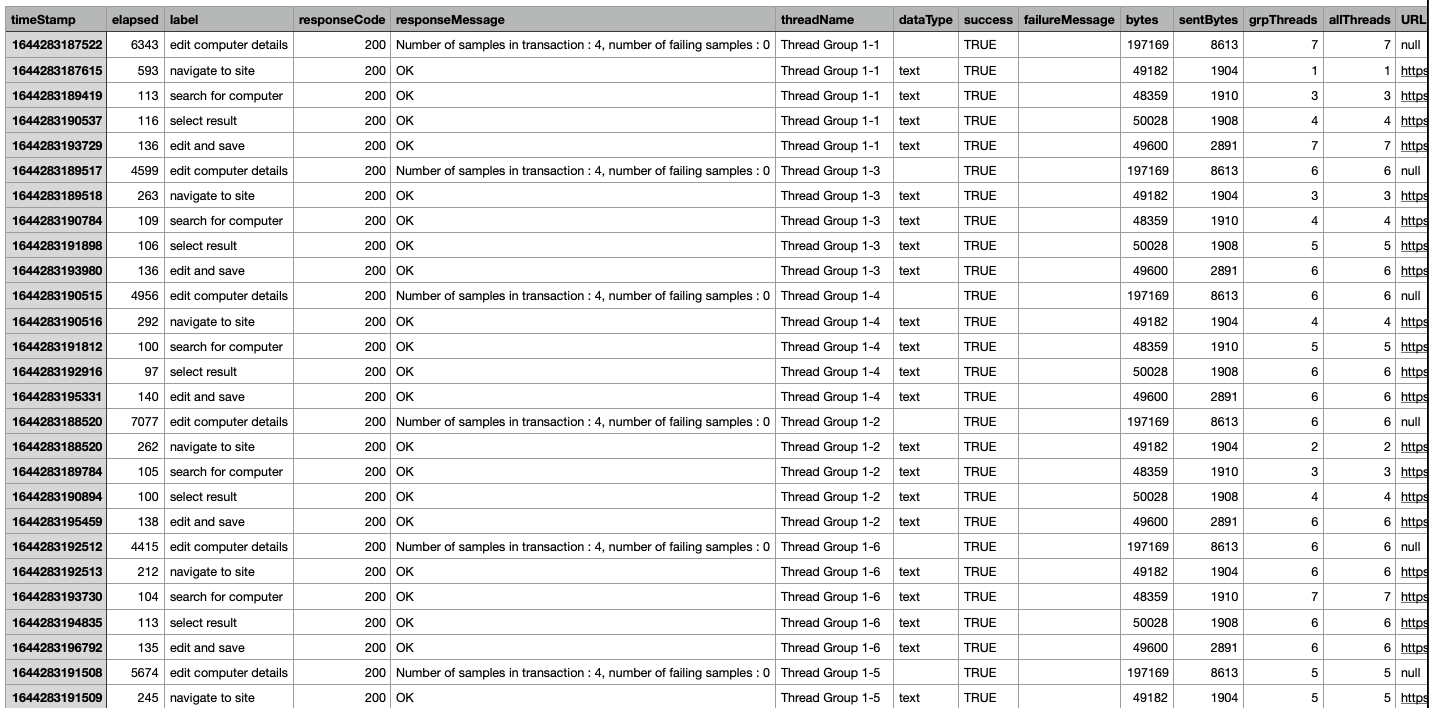 timeStamp elapsed label responseCode responseMessage threadName dataType success failureMessage bytes sentBytes grpThreads allThreads URL
1644283187522 6343 edit computer details 200 Number of samples in transaction : 4, number of failing samples : 0 Thread Group 1-1 TRUE 197169 8613 7 7 null
1644283187615 593 navigate to site 200 OK Thread Group 1-1 text TRUE 49182 1904 1 1 https
1644283189419 113 search for computer 200 OK Thread Group 1-1 text TRUE 48359 1910 3 3 https
1644283190537 116 select result 200 OK Thread Group 1-1 text TRUE 50028 1908 4 4 https
1644283193729 136 edit and save 200 OK Thread Group 1-1 text TRUE 49600 2891 7 7 https
1644283189517 4599 edit computer details 200 Number of samples in transaction : 4, number of failing samples : 0 Thread Group 1-3 TRUE 197169 8613 6 6 null
1644283189518 263 navigate to site 200 OK Thread Group 1-3 text TRUE 49182 1904 3 3 https
1644283190784 109 search for computer 200 OK Thread Group 1-3 text TRUE 48359 1910 4 4 https
1644283191898 106 select result 200 OK Thread Group 1-3 text TRUE 50028 1908 5 5 https
1644283193980 136 edit and save 200 OK Thread Group 1-3 text TRUE 49600 2891 6 6 https
1644283190515 4956 edit computer details 200 Number of samples in transaction : 4, number of failing samples : 0 Thread Group 1-4 TRUE 197169 8613 6 6 null
1644283190516 292 navigate to site 200 OK Thread Group 1-4 text TRUE 49182 1904 4 4 https
1644283191812 100 search for computer 200 OK Thread Group 1-4 text TRUE 48359 1910 5 5 https
1644283192916 97 select result 200 OK Thread Group 1-4 text TRUE 50028 1908 6 6 https
1644283195331 140 edit and save 200 OK Thread Group 1-4 text TRUE 49600 2891 6 6 https
1644283188520 7077 edit computer details 200 Number of samples in transaction : 4, number of failing samples : 0 Thread Group 1-2 TRUE 197169 8613 6 6 null
1644283188520 262 navigate to site 200 OK Thread Group 1-2 text TRUE 49182 1904 2 2 https
1644283189784 105 search for computer 200 OK Thread Group 1-2 text TRUE 48359 1910 3 3 https
1644283190894 100 select result 200 OK Thread Group 1-2 text TRUE 50028 1908 4 4 https
1644283195459 138 edit and save 200 OK Thread Group 1-2 text TRUE 49600 2891 6 6 https
1644283192512 4415 edit computer details 200 Number of samples in transaction : 4, number of failing samples : 0 Thread Group 1-6 TRUE 197169 8613 6 6 null
1644283192513 212 navigate to site 200 OK Thread Group 1-6 text TRUE 49182 1904 6 6 https
1644283193730 104 search for computer 200 OK Thread Group 1-6 text TRUE 48359 1910 7 7 https
1644283194835 113 select result 200 OK Thread Group 1-6 text TRUE 50028 1908 6 6 https
1644283196792 135 edit and save 200 OK Thread Group 1-6 text TRUE 49600 2891 6 6 https
1644283191508 5674 edit computer details 200 Number of samples in transaction : 4, number of failing samples : 0 Thread Group 1-5 TRUE 197169 8613 5 5 null
1644283191509 245 navigate to site 200 OK Thread Group 1-5 text TRUE 49182 1904 5 5 https